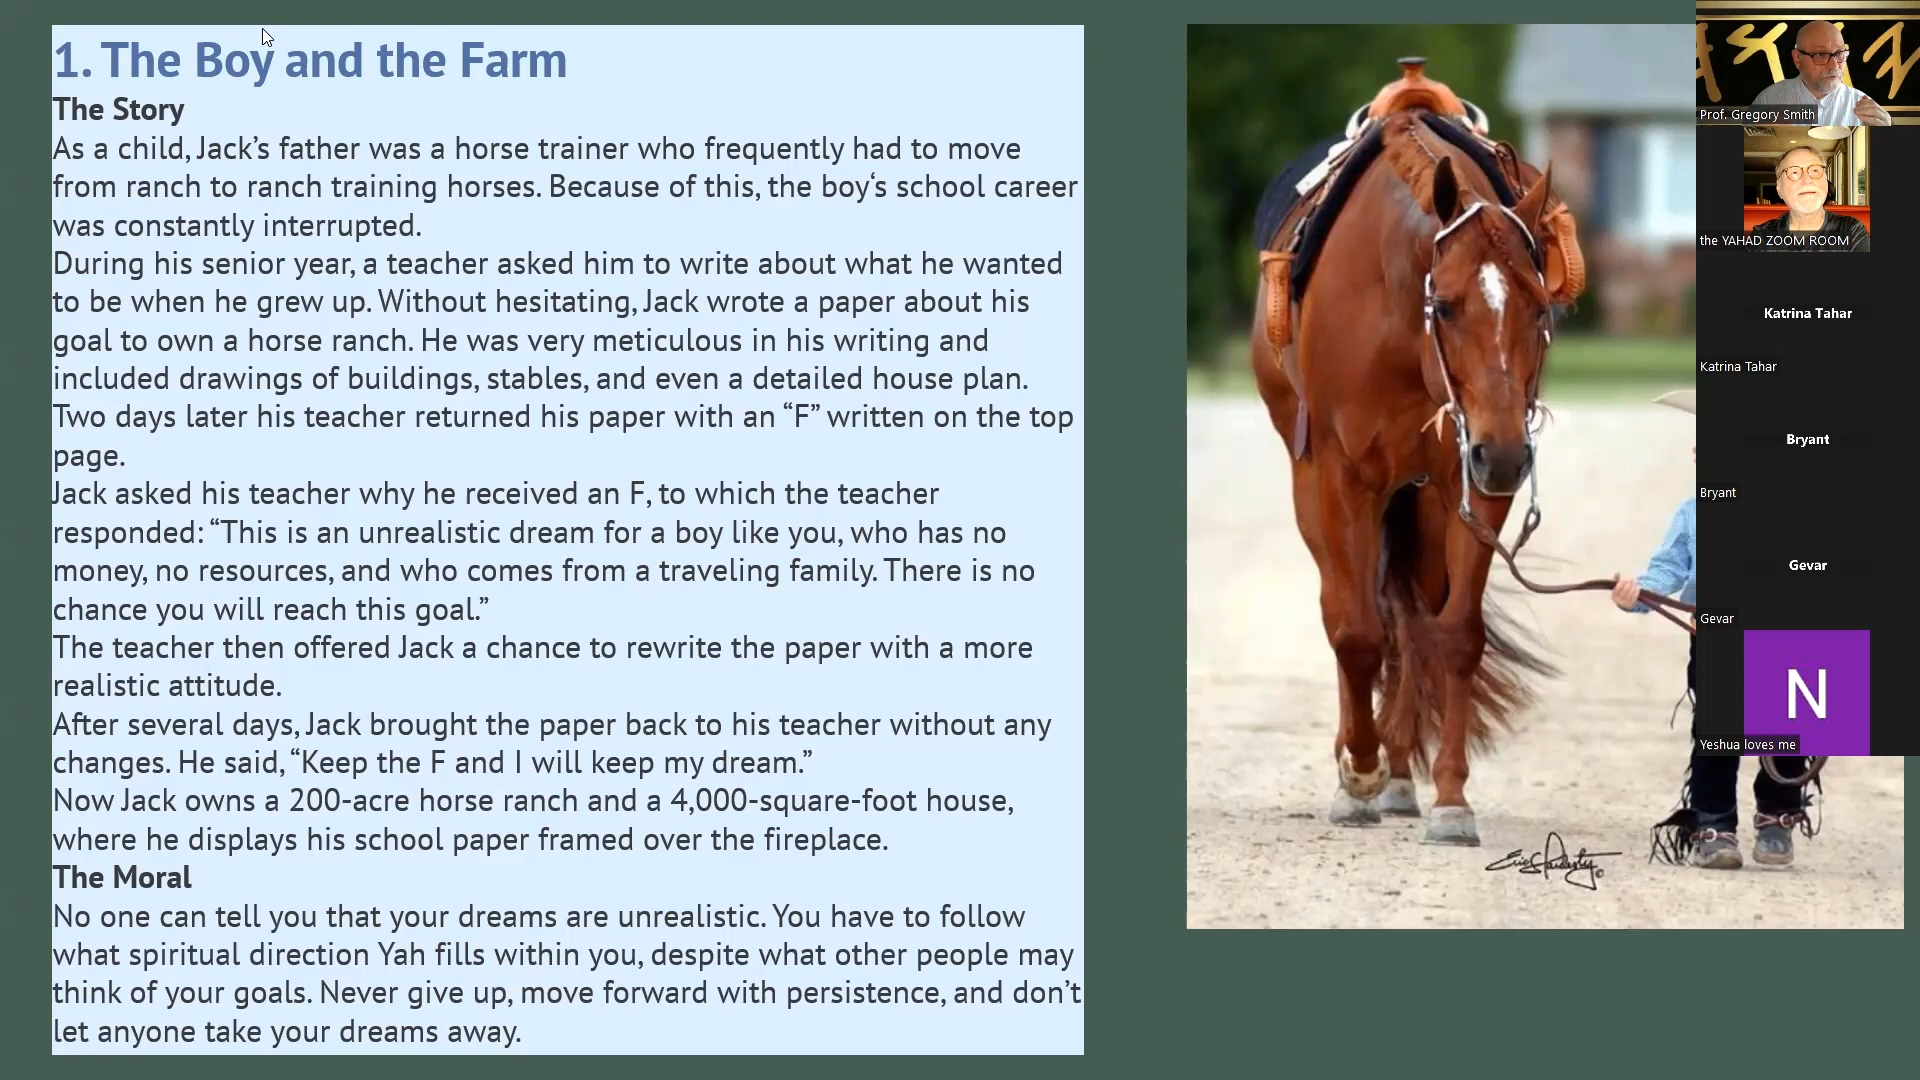 1. The Boy and the Farm
The Story
As a child, Jack’s father was a horse trainer who frequently had to move
from ranch to ranch training horses. Because of this, the boy‘s school career
was constantly interrupted.
During his senior year, a teacher asked him to write about what he wanted
to be when he grew up. Without hesitating, Jack wrote a paper about his
goal to own a horse ranch. He was very meticulous in his writing and
included drawings of buildings, stables, and even a detailed house plan.
Two days later his teacher returned his paper with an “F” written on the top
page.
Jack asked his teacher why he received an F, to which the teacher
responded: “This is an unrealistic dream for a boy like you, who has no
money, no resources, and who comes from a traveling family. There is no
chance you will reach this goal.”
The teacher then offered Jack a chance to rewrite the paper with a more
realistic attitude.
After several days, Jack brought the paper back to his teacher without any
changes. He said, “Keep the F and I will keep my dream.”
Now Jack owns a 200-acre horse ranch and a 4,000-square-foot house,
where he displays his school paper framed over the fireplace.
The Moral
No one can tell you that your dreams are unrealistic. You have to follow
what spiritual direction Yah fills within you, despite what other people may
think of your goals. Never give up, move forward with persistence, and don’t
let anyone take your dreams away.
Prof. Gregory Smith
the YAHAD ZOOM ROOM
Katrina Tahar
Katrina Tahar
Bryant
Bryant
Gevar
Gevar
N
Yeshua loves me